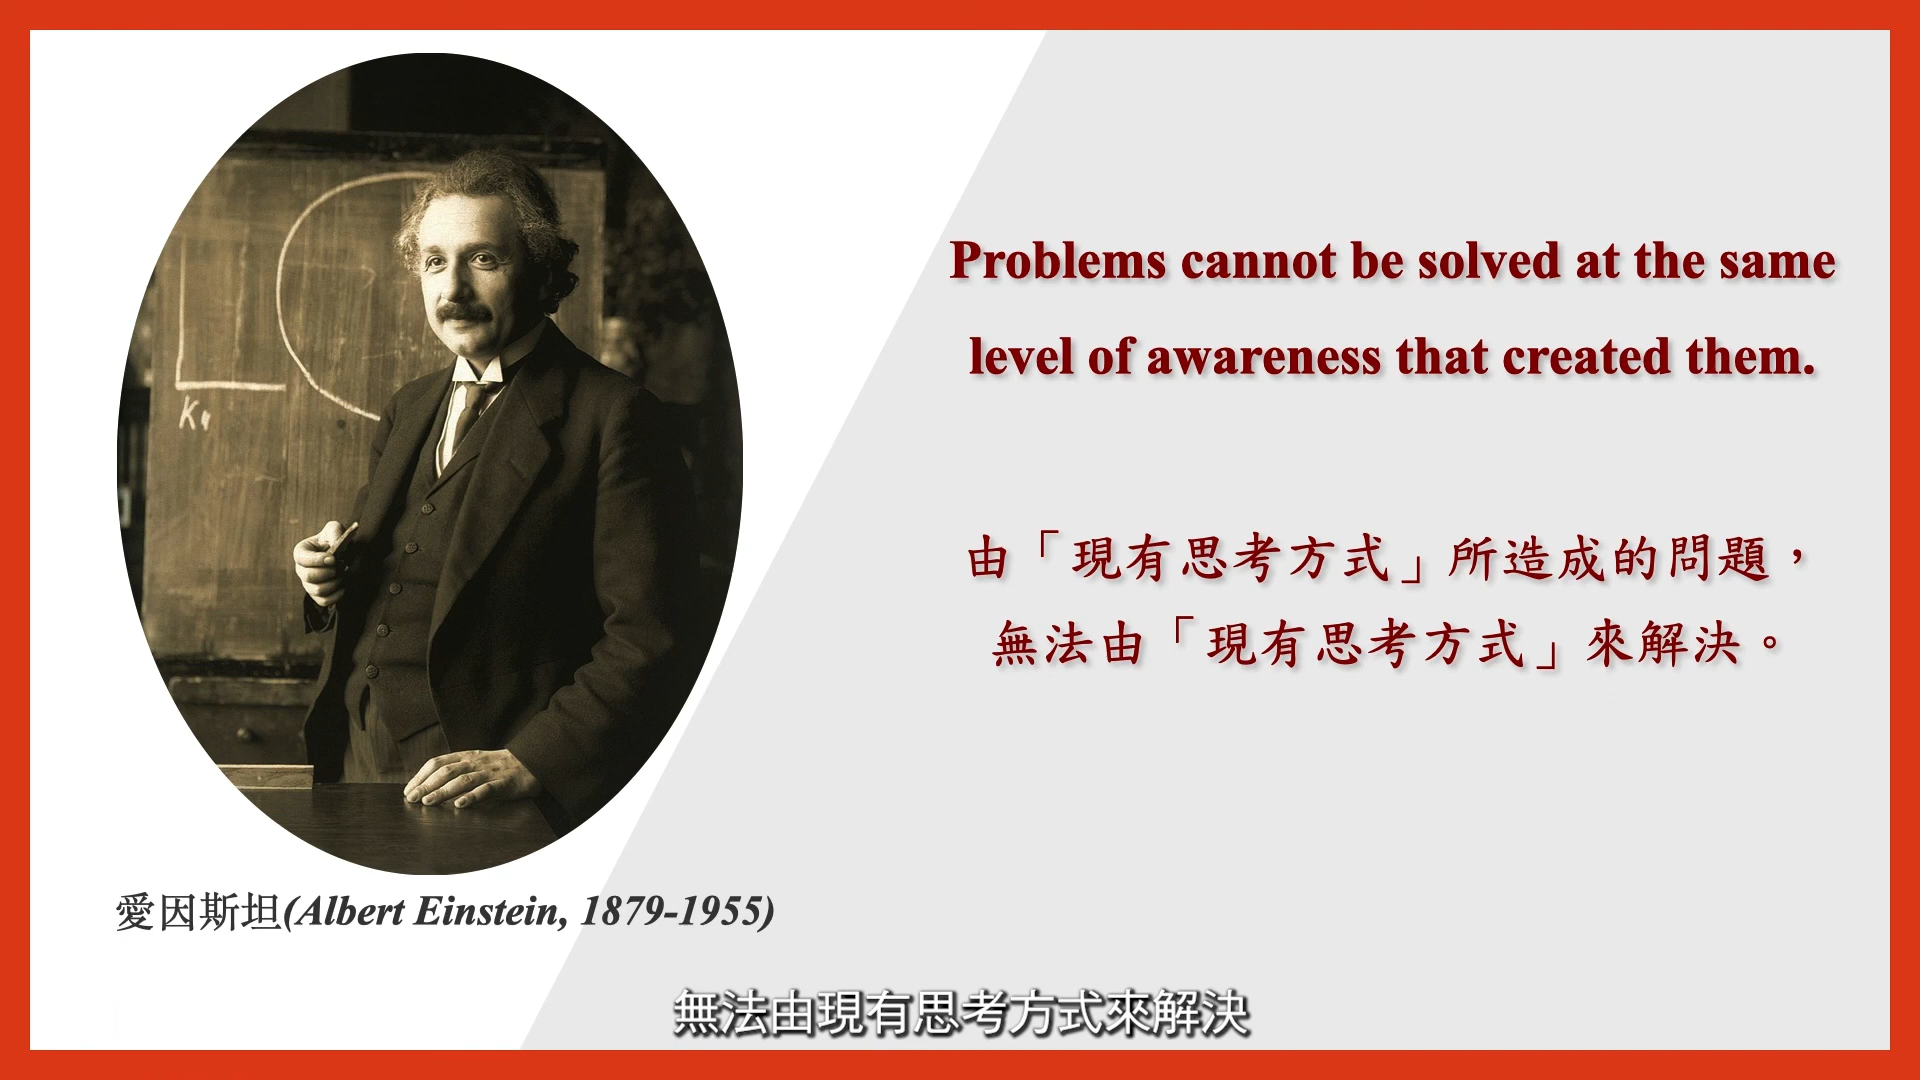 Problems cannot be solved at the same
level of awareness that created them.
由「現有思考方式」所造成的問題，
無法由「現有思考方式」來解決。
愛因斯坦(Albert Einstein, 1879-1955)
無法由現有思考方式來解決